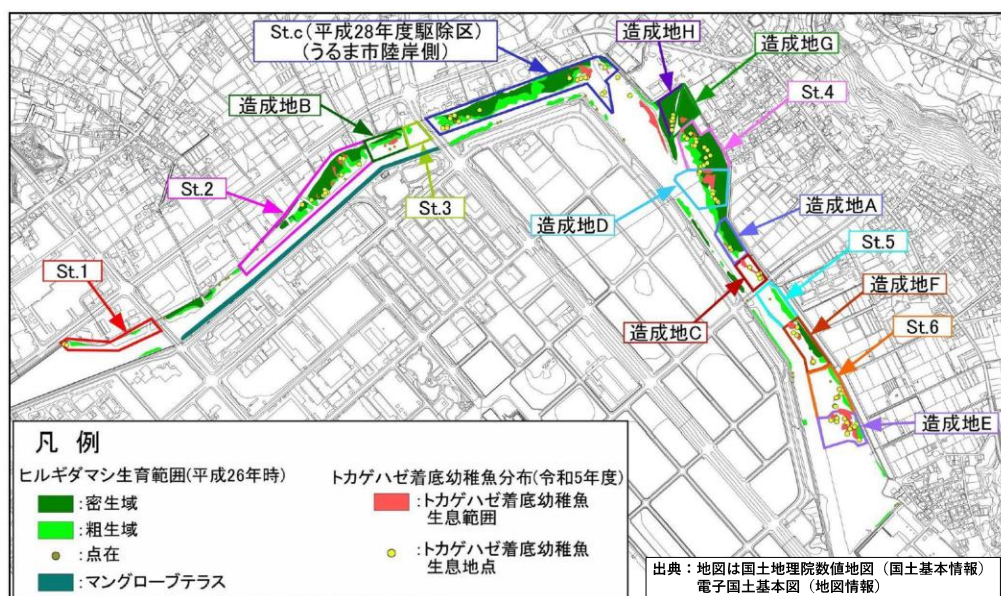 St.c(平成28年度駆除区)
(うるま市陸岸側)
造成地H
造成地G
造成地B
St.4
St.2
St.3
造成地D
造成地A
St.5
St.1
造成地C
造成地F
St.6
造成地E
凡 例
ヒルギダマシ生育範囲(平成26年時)
:密生域
:粗生域
:点在
:マングローブテラス
トカゲハゼ着底幼稚魚分布(令和5年度)
:トカゲハゼ着底幼稚魚
生息範囲
:トカゲハゼ着底幼稚魚
生息地点
出典:地図は国土地理院数値地図(国土基本情報)
電子国土基本図(地図情報)